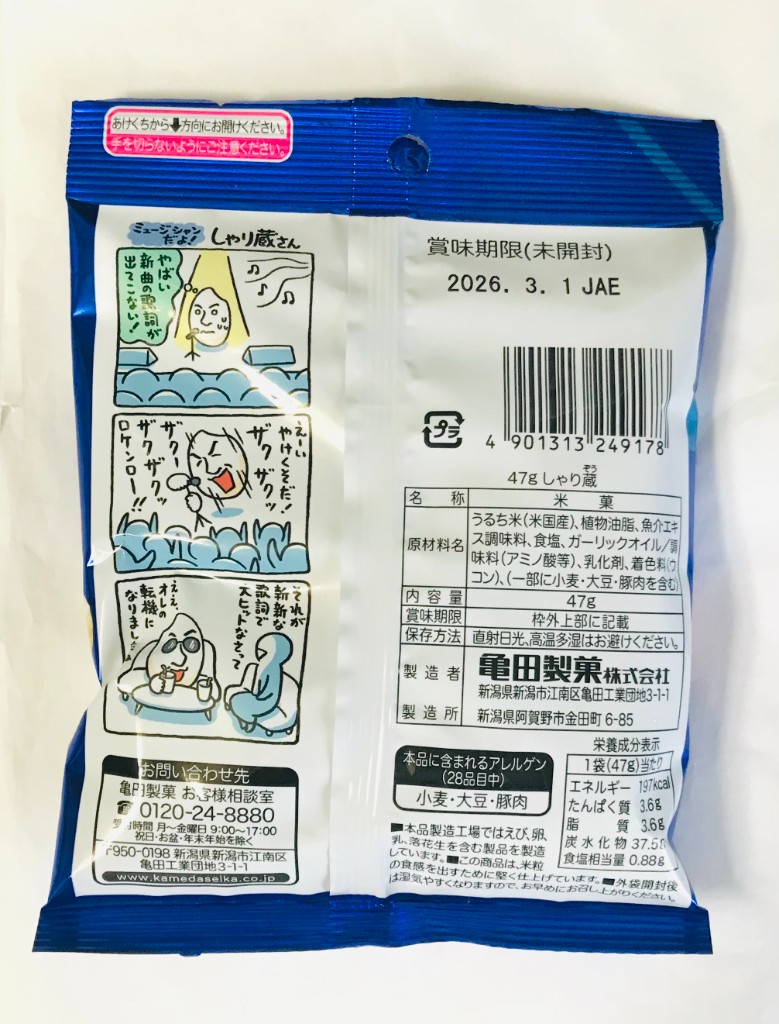 あけくちから⬇方向にお開けください。
手を切らないようにご注意ください。
ミュージシャン
だよ!
しゃり蔵さん
やばい
新曲の歌詞が
出てこない!
えーい
やけくそだ!
ザクザクッ
ザクー
ザクザクッ
ロケンロー!!
それが
斬新な
歌詞で
大ヒットなさって
ええ、
オレの
転機に
なりました
お問い合わせ先
亀田製菓 お客様相談室
☎0120-24-8880
受付時間 月〜金曜日 9:00〜17:00
祝日・お盆・年末年始を除く
〒950-0198 新潟県新潟市江南区
亀田工業団地3-1-1
www.kamedaseika.co.jp
賞味期限(未開封)
2026. 3. 1 JAE
プラ
4 901313 249178
ぞう
47gしゃり蔵
名称 米菓
原材料名 うるち米(米国産)、植物油脂、魚介エキ
ス調味料、食塩、ガーリックオイル/調
味料(アミノ酸等)、乳化剤、着色料(ウ
コン)、(一部に小麦・大豆・豚肉を含む)
内容量 47g
賞味期限 枠外上部に記載
保存方法 直射日光、高温多湿はお避けください。
製造者 亀田製菓株式会社
新潟県新潟市江南区亀田工業団地3-1-1
製造所 新潟県阿賀野市金田町 6-85
本品に含まれるアレルゲン
(28品目中)
小麦・大豆・豚肉
栄養成分表示
1袋(47g)当たり
エネルギー 197kcal
たんぱく質 3.6g
脂質 3.6g
炭水化物 37.5g
食塩相当量 0.88g
■本品製造工場ではえび、卵、
乳、落花生を含む製品を製造
しています。■この商品は、米粒
の食感を出すために堅く仕上げています。■外袋開封後
は湿気やすくなりますので、お早めにお召し上がりください。